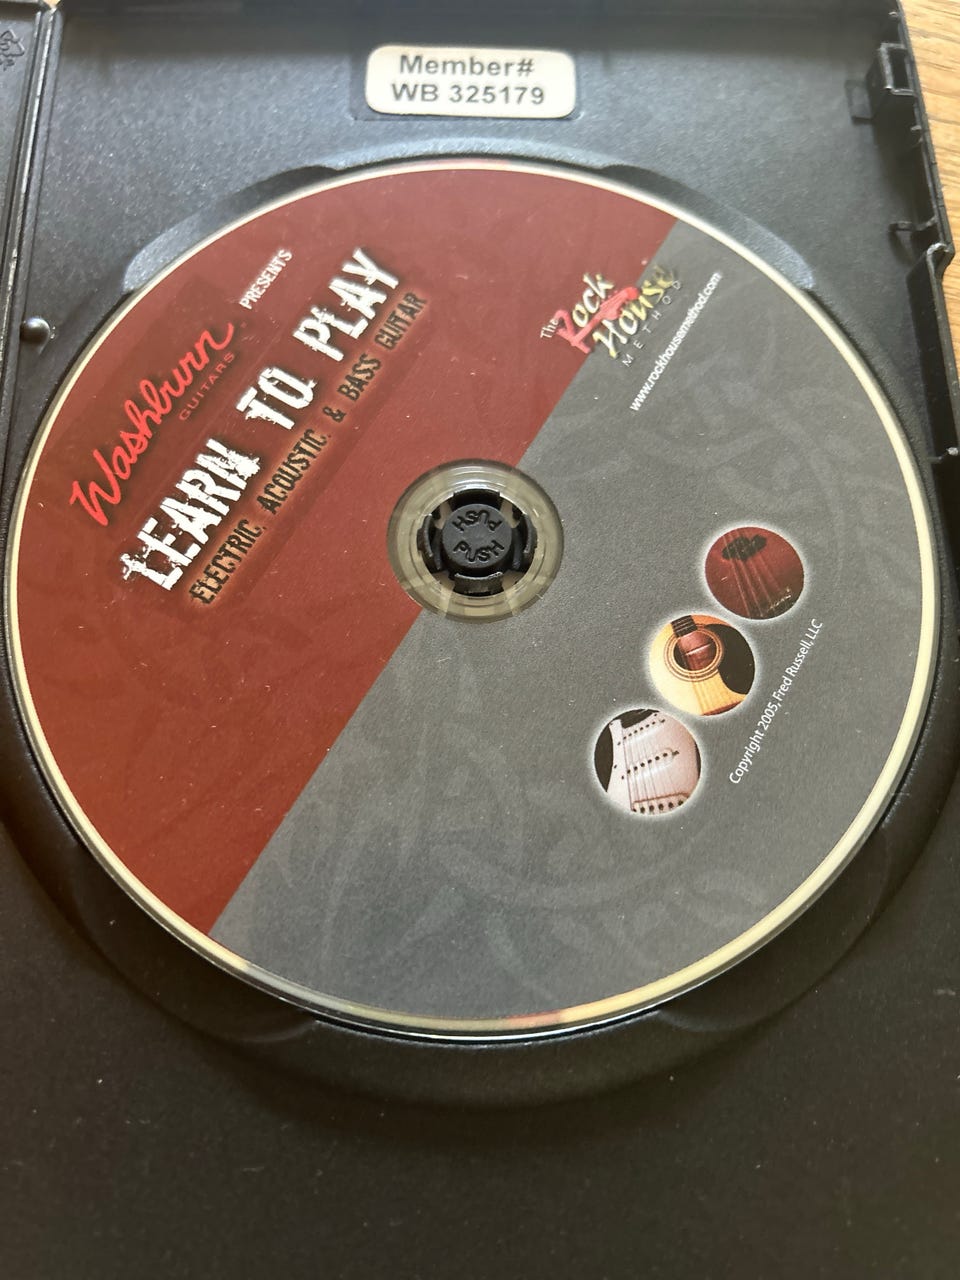 Member#
WB 325179
Washburn
GUITARS
PRESENTS
LEARN TO PLAY
ELECTRIC, ACOUSTIC, & BASS GUITAR
The Rock
House
METHOD
www.rockhousemethod.com
PUSH
PUSH
Copyright 2005, Fred Russell, LLC